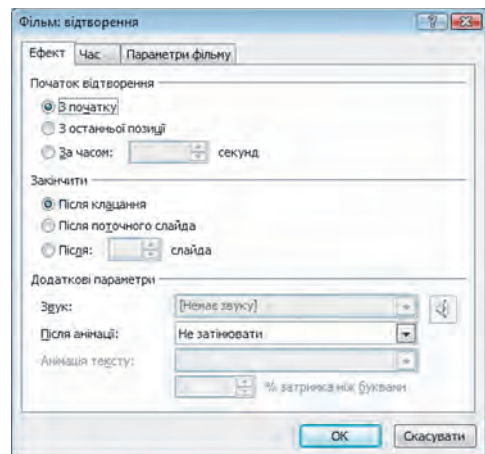 Фільм: відтворення
Ефект Час Параметри фільму
Початок відтворення
З початку
З останньої позиції
За часом: секунд
Закінчити
Після клацання
Після поточного слайда
Після: слайда
Додаткові параметри
Звук: [Немає звуку]
Після анімації: Не затінювати
Анімація тексту:
% затримка між буквами
ОК Скасувати